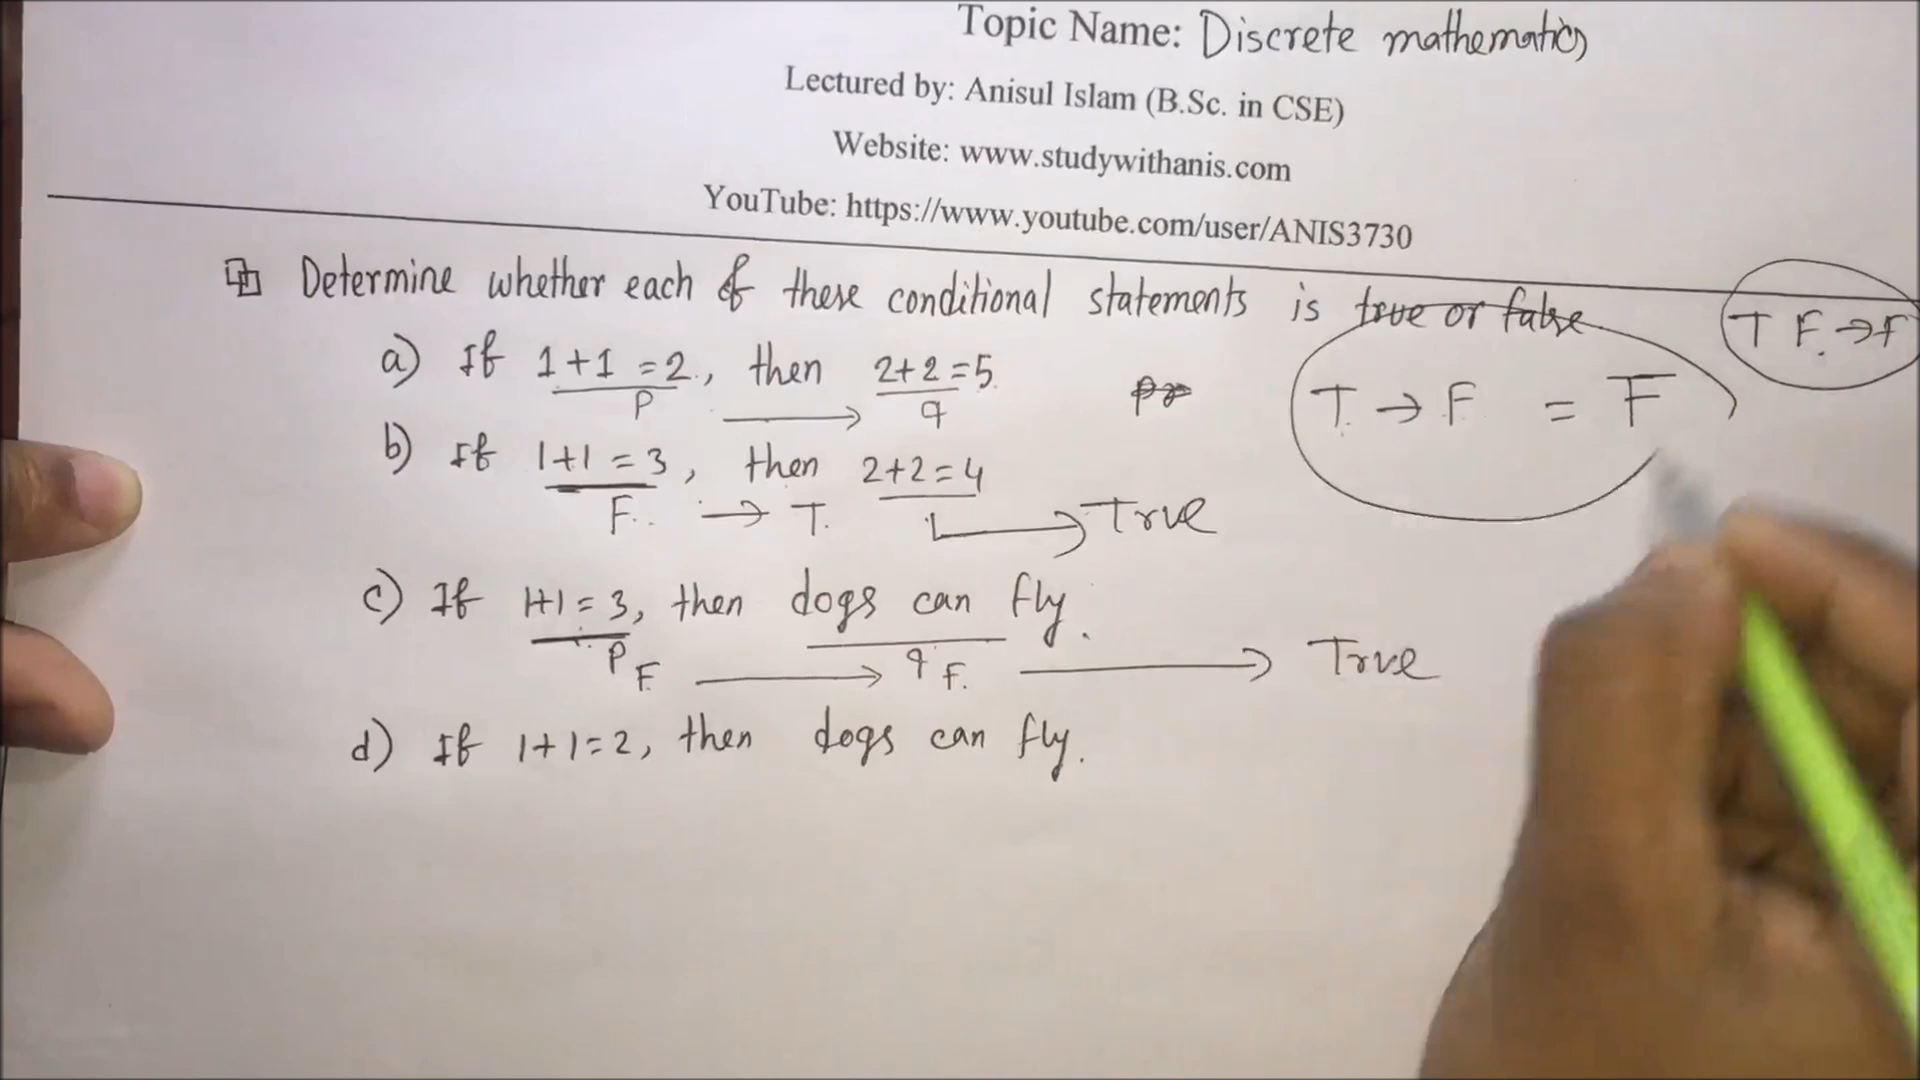 Topic Name: Discrete mathematics
Lectured by: Anisul Islam (B.Sc. in CSE)
Website: www.studywithanis.com
YouTube: https://www.youtube.com/user/ANIS3730
Determine whether each of these conditional statements is true or false
T F → F
a) If 1+1=2, then 2+2=5
p → q
T → F = F
b) If 1+1=3, then 2+2=4
F → T → True
c) If 1+1=3, then dogs can fly.
p F → q F → True
d) If 1+1=2, then dogs can fly.